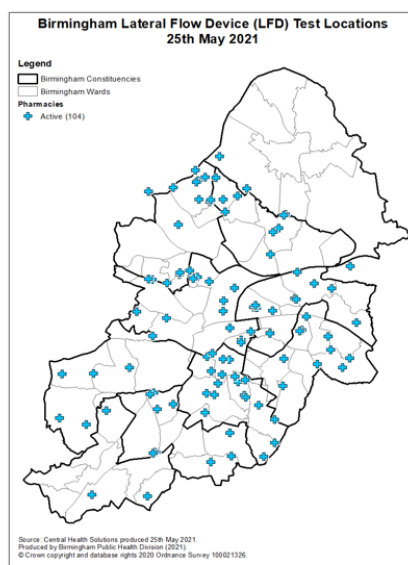 Birmingham Lateral Flow Device (LFD) Test Locations
25th May 2021
Legend
Birmingham Constituencies
Birmingham Wards
Pharmacies
Active (104)
Source: Central Health Solutions produced 25th May 2021.
Produced by Birmingham Public Health Division (2021).
© Crown copyright and database rights 2020 Ordnance Survey 100021326.